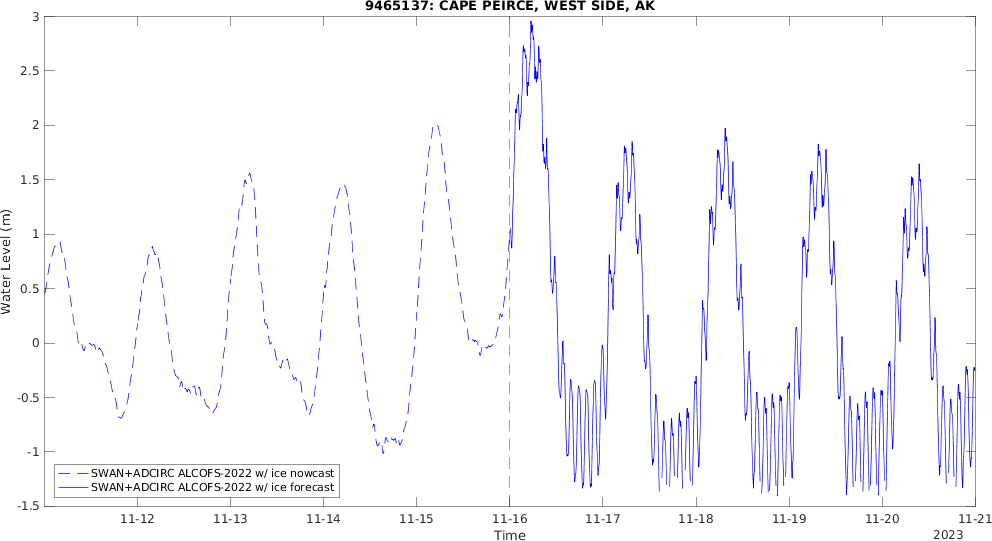 9465137: CAPE PEIRCE, WEST SIDE, AK
Water Level (m)
3
2.5
2
1.5
1
0.5
0
-0.5
-1
-1.5
SWAN+ADCIRC ALCOFS-2022 w/ ice nowcast
SWAN+ADCIRC ALCOFS-2022 w/ ice forecast
11-12 11-13 11-14 11-15 11-16 11-17 11-18 11-19 11-20 11-21
Time
2023